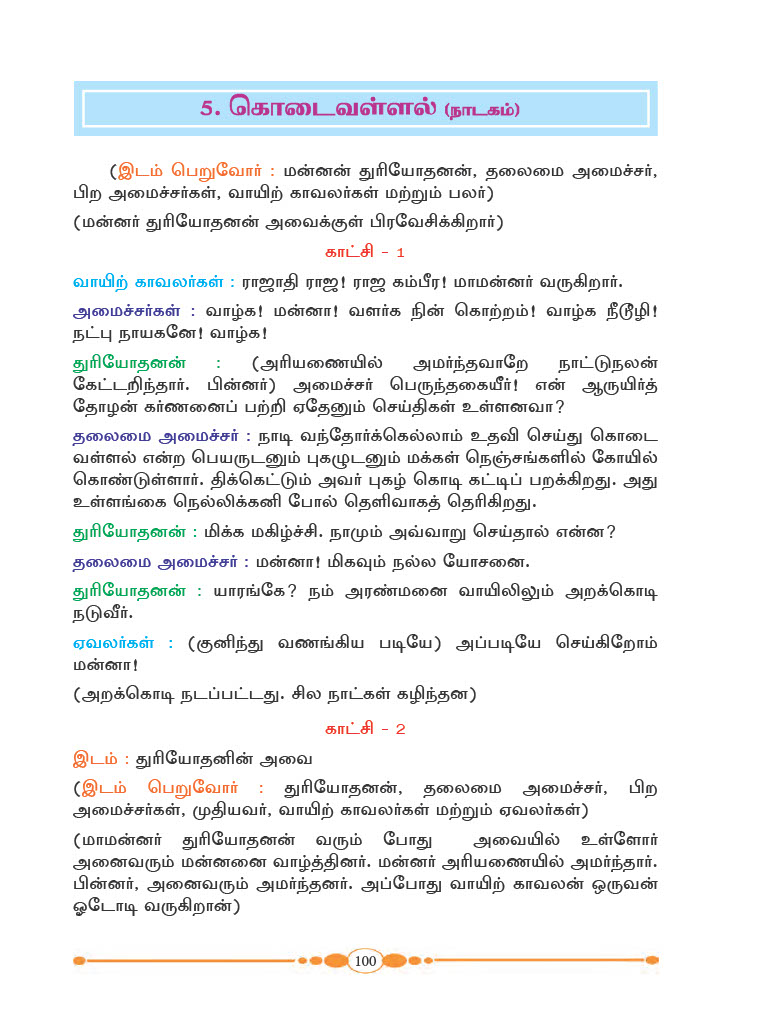 5. கொடைவள்ளல் (நாடகம்)
(இடம் பெறுவோர் : மன்னன் துரியோதனன், தலைமை அமைச்சர்,
பிற அமைச்சர்கள், வாயிற் காவலர்கள் மற்றும் பலர்)
(மன்னர் துரியோதனன் அவைக்குள் பிரவேசிக்கிறார்)
காட்சி - 1
வாயிற் காவலர்கள் : ராஜாதி ராஜ! ராஜ கம்பீர! மாமன்னர் வருகிறார்.
அமைச்சர்கள் : வாழ்க! மன்னா! வளர்க நின் கொற்றம்! வாழ்க நீடூழி!
நட்பு நாயகனே! வாழ்க!
துரியோதனன் : (அரியணையில் அமர்ந்தவாறே நாட்டுநலன்
கேட்டறிந்தார். பின்னர்) அமைச்சர் பெருந்தகையீர்! என் ஆருயிர்த்
தோழன் கர்ணனைப் பற்றி ஏதேனும் செய்திகள் உள்ளனவா?
தலைமை அமைச்சர் : நாடி வந்தோர்க்கெல்லாம் உதவி செய்து கொடை
வள்ளல் என்ற பெயருடனும் புகழுடனும் மக்கள் நெஞ்சங்களில் கோயில்
கொண்டுள்ளார். திக்கெட்டும் அவர் புகழ் கொடி கட்டிப் பறக்கிறது. அது
உள்ளங்கை நெல்லிக்கனி போல் தெளிவாகத் தெரிகிறது.
துரியோதனன் : மிக்க மகிழ்ச்சி. நாமும் அவ்வாறு செய்தால் என்ன?
தலைமை அமைச்சர் : மன்னா! மிகவும் நல்ல யோசனை.
துரியோதனன் : யாரங்கே? நம் அரண்மனை வாயிலிலும் அறக்கொடி
நடுவீர்.
ஏவலர்கள் : (குனிந்து வணங்கிய படியே) அப்படியே செய்கிறோம்
மன்னா!
(அறக்கொடி நடப்பட்டது. சில நாட்கள் கழிந்தன)
காட்சி - 2
இடம் : துரியோதனின் அவை
(இடம் பெறுவோர் : துரியோதனன், தலைமை அமைச்சர், பிற
அமைச்சர்கள், முதியவர், வாயிற் காவலர்கள் மற்றும் ஏவலர்கள்)
(மாமன்னர் துரியோதனன் வரும் போது அவையில் உள்ளோர்
அனைவரும் மன்னனை வாழ்த்தினர். மன்னர் அரியணையில் அமர்ந்தார்.
பின்னர், அனைவரும் அமர்ந்தனர். அப்போது வாயிற் காவலன் ஒருவன்
ஓடோடி வருகிறான்)
100